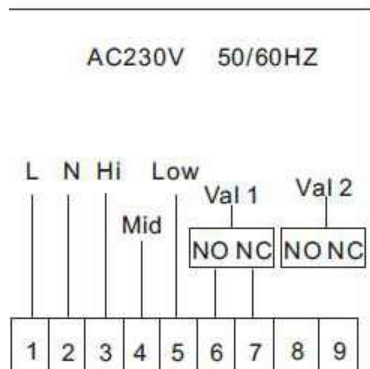 AC230V 50/60HZ
L N Hi Low
Val 1 Val 2
Mid
NO NC NO NC
1 2 3 4 5 6 7 8 9